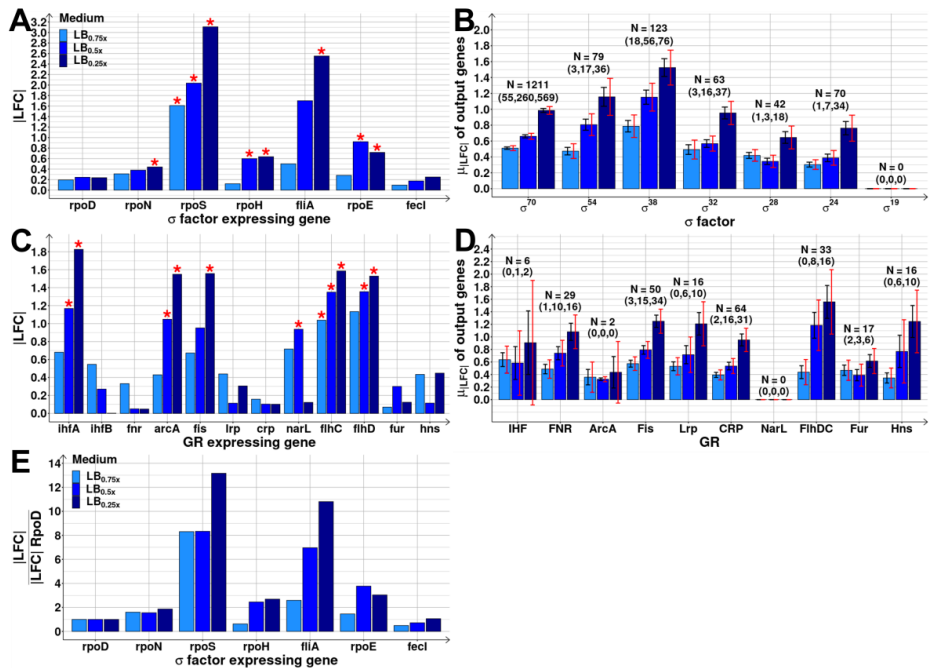 A
Medium
LB0.75x
LB0.5x
LB0.25x
|LFC|
3.2
3.0
2.8
2.6
2.4
2.2
2.0
1.8
1.6
1.4
1.2
1.0
0.8
0.6
0.4
0.2
0.0
* * * * * * * * *
rpoD rpoN rpoS rpoH fliA rpoE fecI
σ factor expressing gene
B
μ|LFC| of output genes
2.0
1.8
1.6
1.4
1.2
1.0
0.8
0.6
0.4
0.2
0.0
N = 1211
(55,260,569)
N = 79
(3,17,36)
N = 123
(18,56,76)
N = 63
(3,16,37)
N = 42
(1,3,18)
N = 70
(1,7,34)
N = 0
(0,0,0)
σ70 σ54 σ38 σ32 σ28 σ24 σ19
σ factor
C
|LFC|
1.8
1.6
1.4
1.2
1.0
0.8
0.6
0.4
0.2
0.0
* * * * * * * * * * *
ihfA ihfB fnr arcA fis lrp crp narL flhC flhD fur hns
GR expressing gene
D
μ|LFC| of output genes
2.4
2.2
2.0
1.8
1.6
1.4
1.2
1.0
0.8
0.6
0.4
0.2
0.0
N = 6
(0,1,2)
N = 29
(1,10,16)
N = 2
(0,0,0)
N = 50
(3,15,34)
N = 16
(0,6,10)
N = 64
(2,16,31)
N = 0
(0,0,0)
N = 33
(0,8,16)
N = 17
(2,3,6)
N = 16
(0,6,10)
IHF FNR ArcA Fis Lrp CRP NarL FlhDC Fur Hns
GR
E
Medium
LB0.75x
LB0.5x
LB0.25x
|LFC|
|LFC| RpoD
14
12
10
8
6
4
2
0
rpoD rpoN rpoS rpoH fliA rpoE fecI
σ factor expressing gene